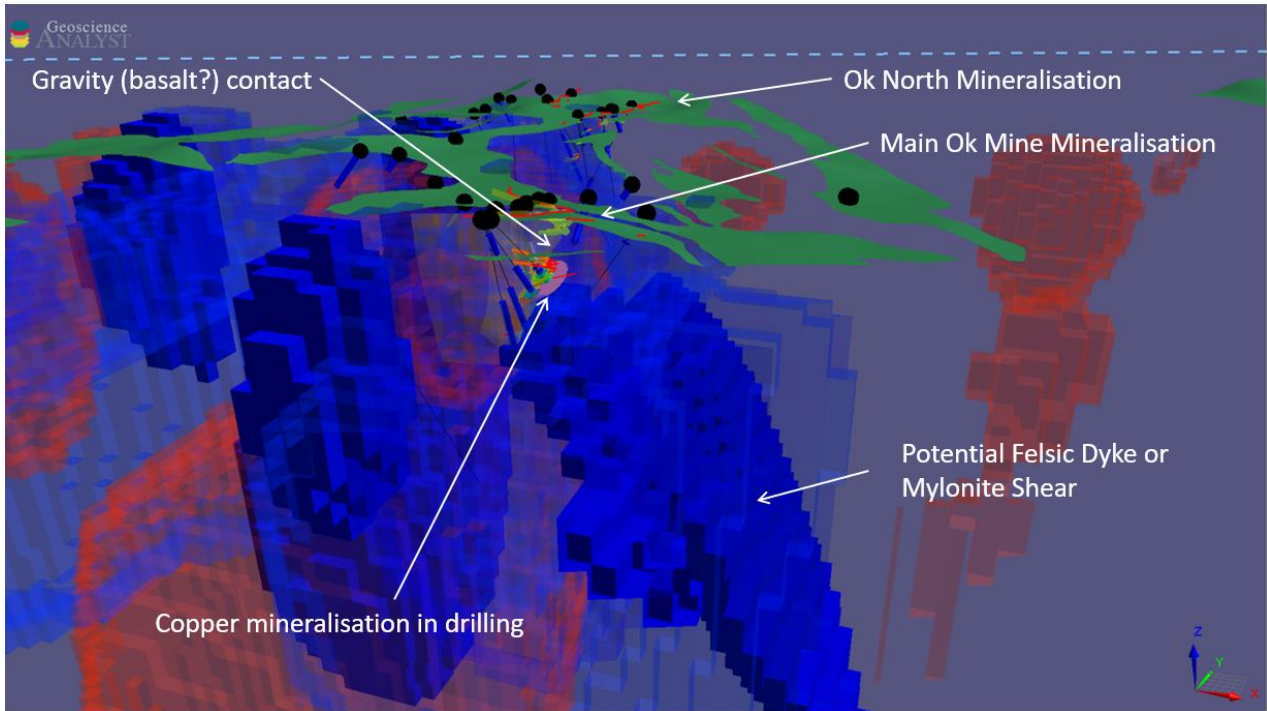 Geoscience
ANALYST
Gravity (basalt?) contact
Ok North Mineralisation
Main Ok Mine Mineralisation
Potential Felsic Dyke or
Mylonite Shear
Copper mineralisation in drilling
Z
Y
X